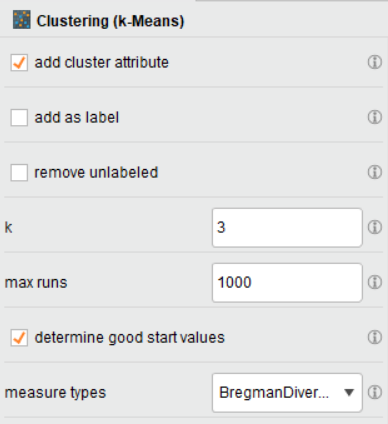 Clustering (k-Means)
add cluster attribute
add as label
remove unlabeled
k 3
max runs 1000
determine good start values
measure types BregmanDiver...